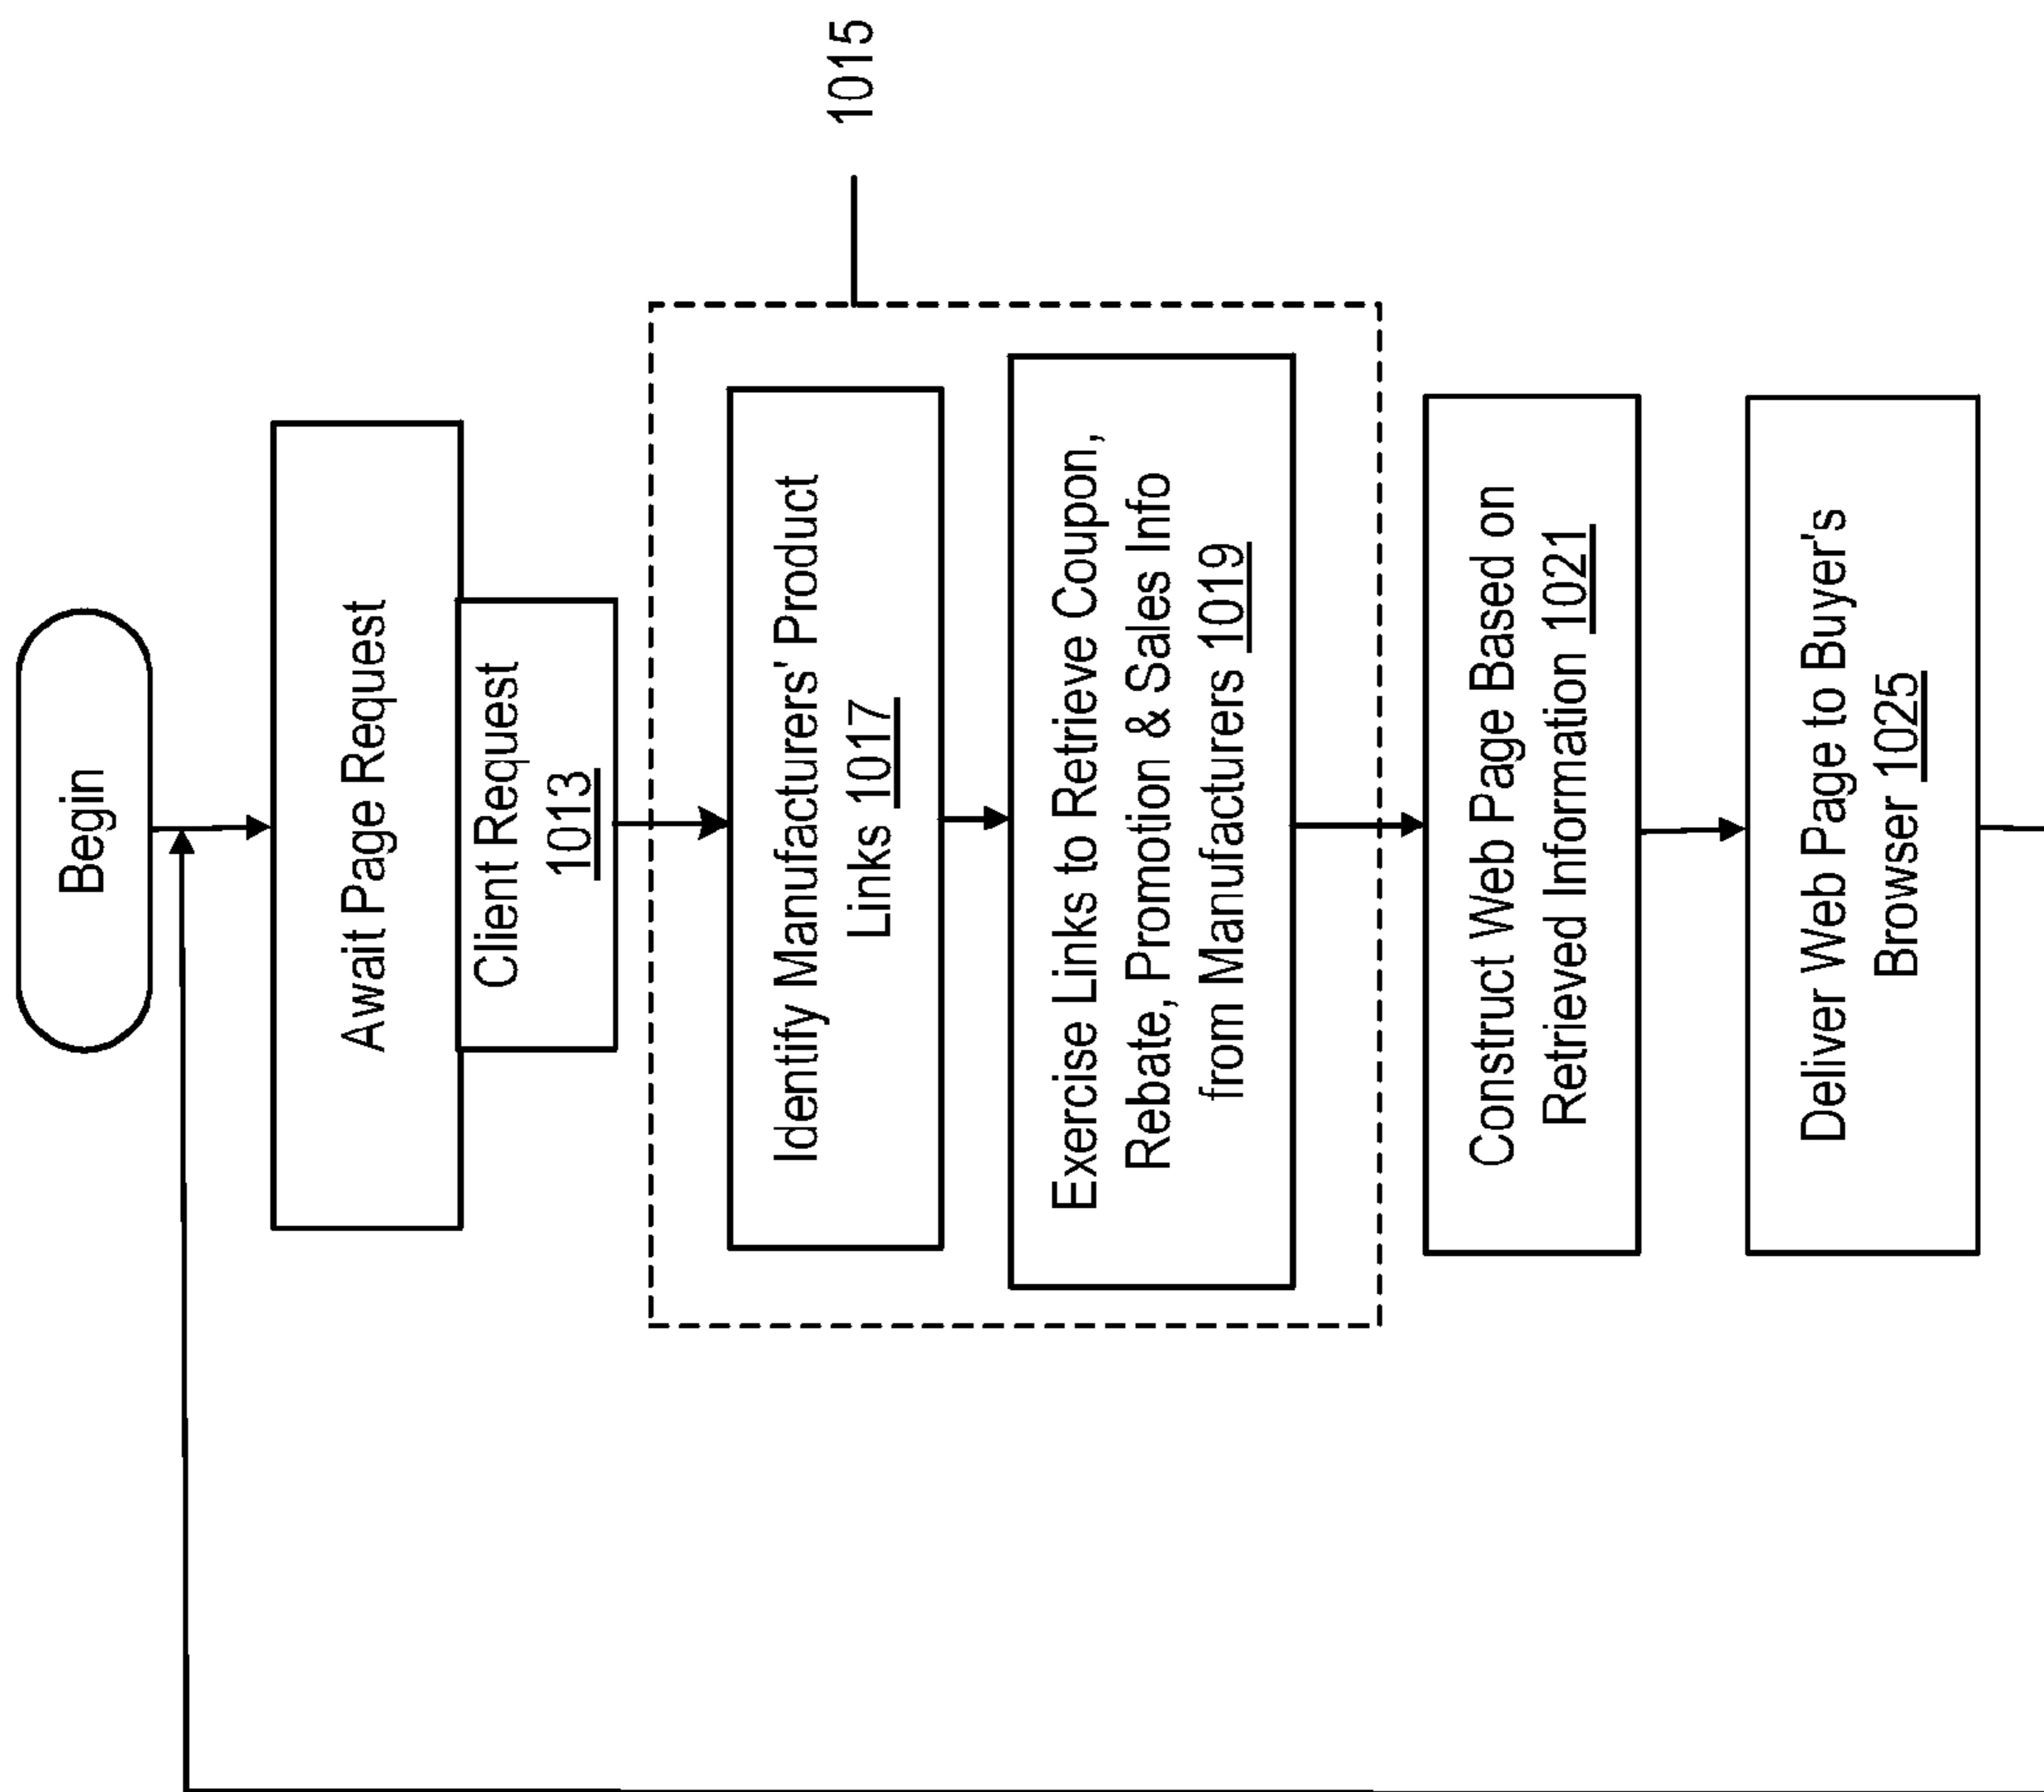 Begin
Await Page Request
Client Request
1013
1015
Identify Manufacturers' Product
Links 1017
Exercise Links to Retrieve Coupon,
Rebate, Promotion & Sales Info
from Manufacturers 1019
Construct Web Page Based on
Retrieved Information 1021
Deliver Web Page to Buyer's
Browser 1025